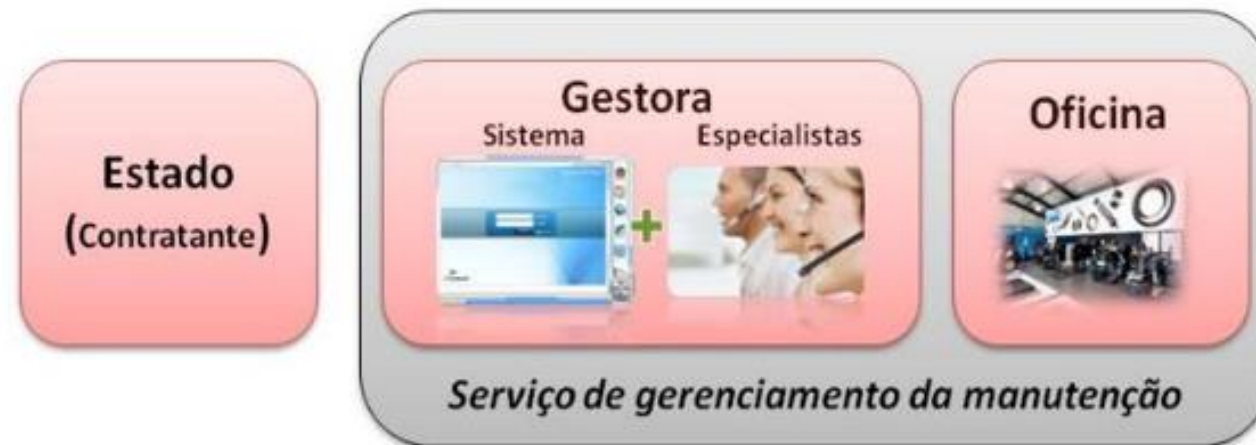 Estado
(Contratante)
Gestora
Sistema
Especialistas
Oficina
Serviço de gerenciamento da manutenção